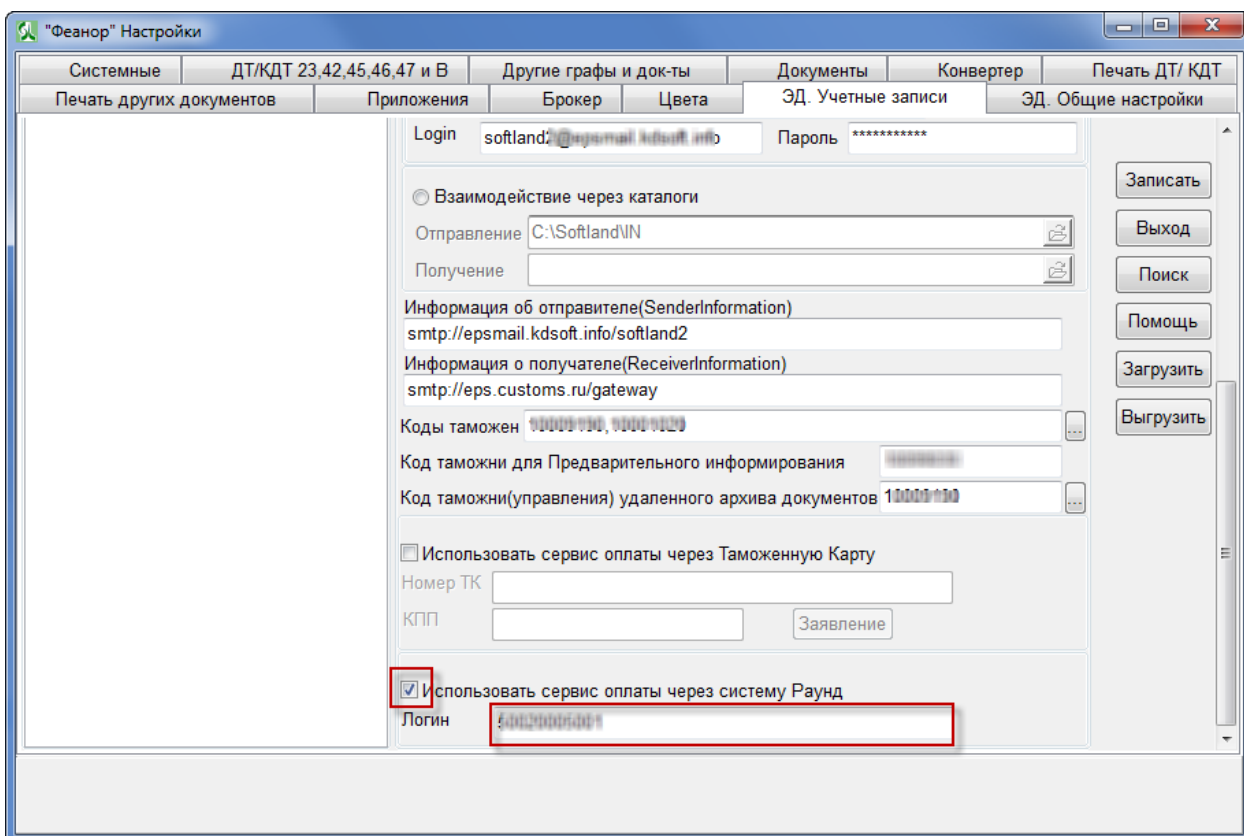 "Феанор" Настройки
Системные ДТ/КДТ 23,42,45,46,47 и В Другие графы и док-ты Документы Конвертер Печать ДТ/ КДТ
Печать других документов Приложения Брокер Цвета ЭД. Учетные записи ЭД. Общие настройки
Login Пароль ***********
Записать
Взаимодействие через каталоги
Отправление C:\Softland\IN
Выход
Получение
Поиск
Информация об отправителе(SenderInformation)
smtp://epsmail.kdsoft.info/softland2
Помощь
Информация о получателе(ReceiverInformation)
smtp://eps.customs.ru/gateway
Загрузить
Коды таможен ...
Выгрузить
Код таможни для Предварительного информирования
Код таможни(управления) удаленного архива документов ...
Использовать сервис оплаты через Таможенную Карту
Номер ТК
КПП Заявление
Использовать сервис оплаты через систему Раунд
Логин